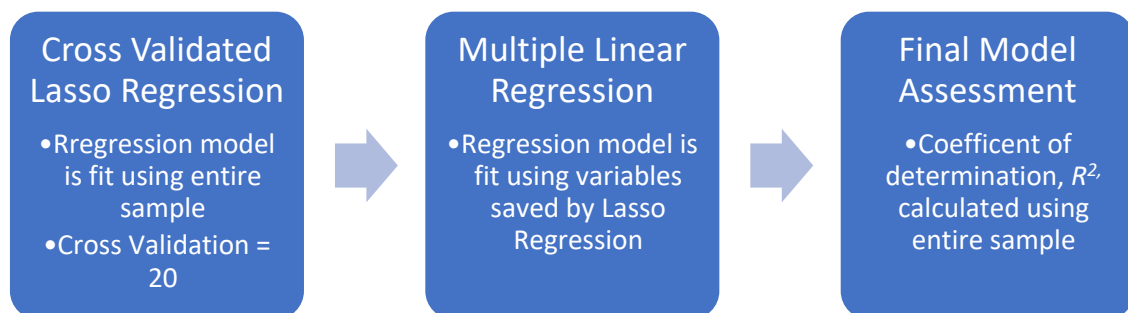 Cross Validated
Lasso Regression
•Rregression model
is fit using entire
sample
•Cross Validation =
20
Multiple Linear
Regression
•Regression model is
fit using variables
saved by Lasso
Regression
Final Model
Assessment
•Coefficent of
determination, R²,
calculated using
entire sample